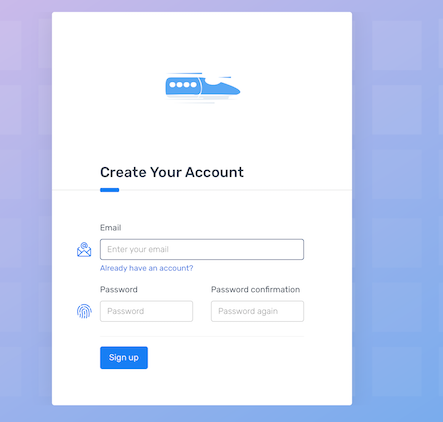 Create Your Account
Email
Enter your email
Already have an account?
Password Password confirmation
Password Password again
Sign up